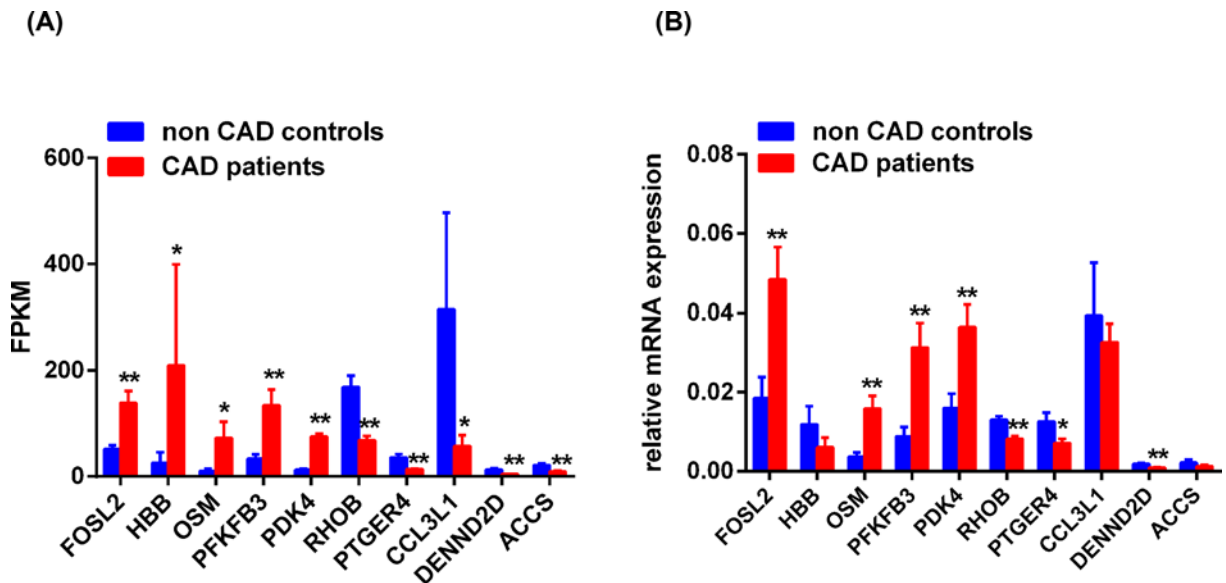 (A)
non CAD controls
CAD patients
FPKM
600
400
200
0
** * * ** ** ** ** * ** **
FOSL2 HBB OSM PFKFB3 PDK4 RHOB PTGER4 CCL3L1 DENND2D ACCS
(B)
non CAD controls
CAD patients
relative mRNA expression
0.08
0.06
0.04
0.02
0.00
** ** ** ** ** * **
FOSL2 HBB OSM PFKFB3 PDK4 RHOB PTGER4 CCL3L1 DENND2D ACCS